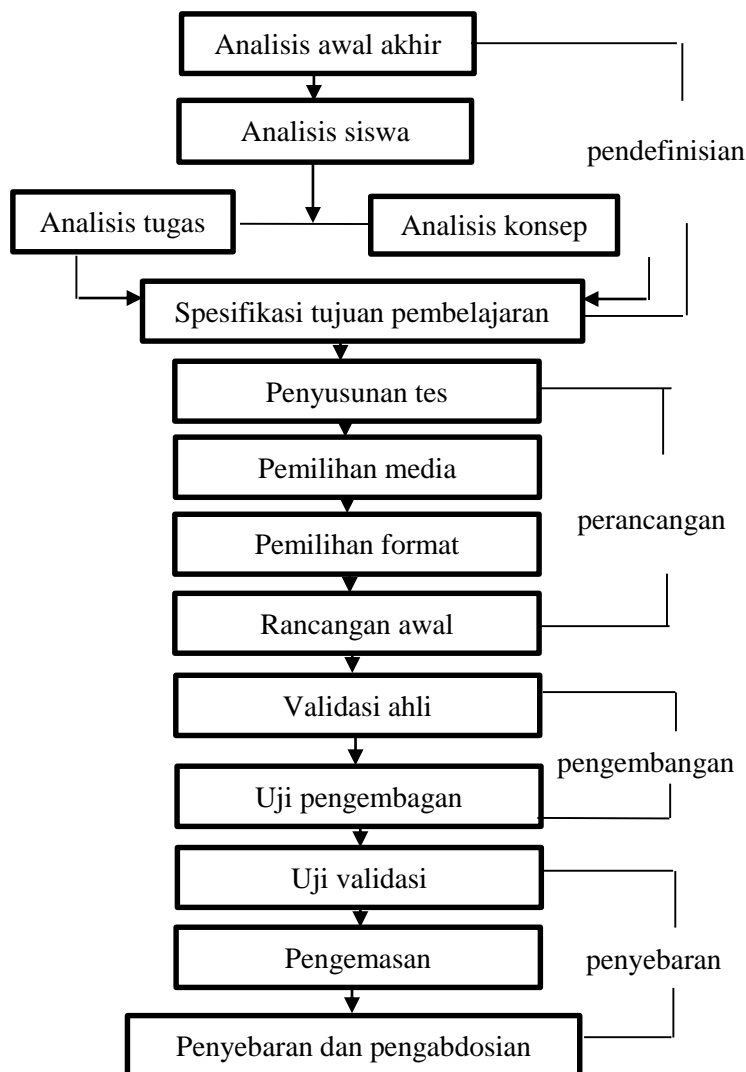 Analisis awal akhir
Analisis siswa
pendefinisian
Analisis tugas
Analisis konsep
Spesifikasi tujuan pembelajaran
Penyusunan tes
Pemilihan media
perancangan
Pemilihan format
Rancangan awal
Validasi ahli
pengembangan
Uji pengembagan
Uji validasi
Pengemasan
penyebaran
Penyebaran dan pengabdosian